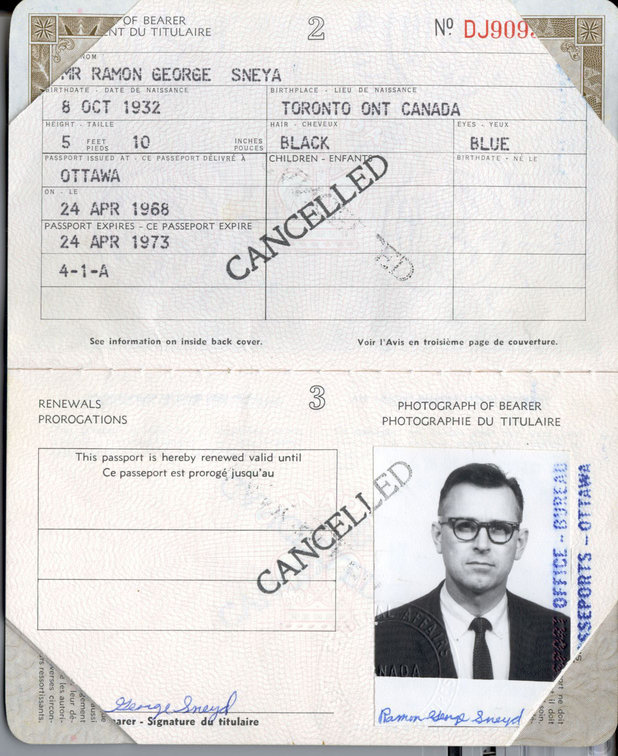 OF BEARER 2 Nº DJ909
NT DU TITULAIRE
MR RAMON GEORGE SNEYA
BIRTHDATE - DATE DE NAISSANCE BIRTHPLACE - LIEU DE NAISSANCE
8 OCT 1932 TORONTO ONT CANADA
HEIGHT - TAILLE HAIR - CHEVEUX EYES - YEUX
5 FEET PIEDS 10 INCHES POUCES BLACK BLUE
PASSPORT ISSUED AT - CE PASSEPORT DÉLIVRÉ À CHILDREN - ENFANTS BIRTHDATE - NÉ LE
OTTAWA
ON - LE
24 APR 1968
PASSPORT EXPIRES - CE PASSEPORT EXPIRE
24 APR 1973
4-1-A
CANCELLED
ED
See information on inside back cover. Voir l'Avis en troisième page de couverture.
3
RENEWALS
PROROGATIONS
PHOTOGRAPH OF BEARER
PHOTOGRAPHIE DU TITULAIRE
This passport is hereby renewed valid until
Ce passeport est prorogé jusqu'au
CANCELLED
OFFICE - BUREAU
SSEPORTS - OTTAWA
AL AFFAIRS
NADA
George Sneyd
arer - Signature du titulaire
Ramon George Sneyd